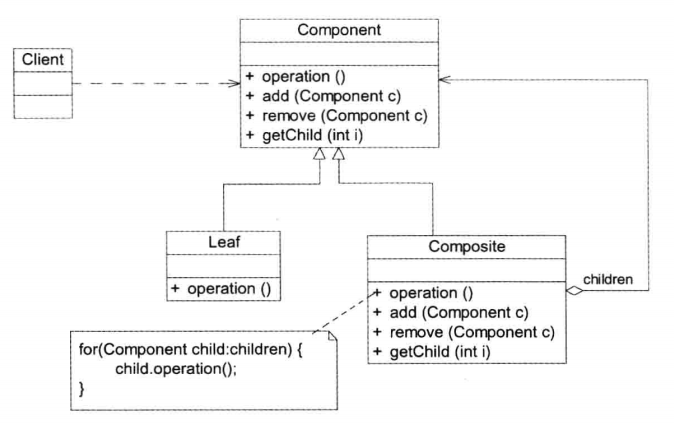 Component
Client
+ operation ()
+ add (Component c)
+ remove (Component c)
+ getChild (int i)
Leaf
+ operation ()
Composite
+ operation ()
+ add (Component c)
+ remove (Component c)
+ getChild (int i)
children
for(Component child:children) {
child.operation();
}